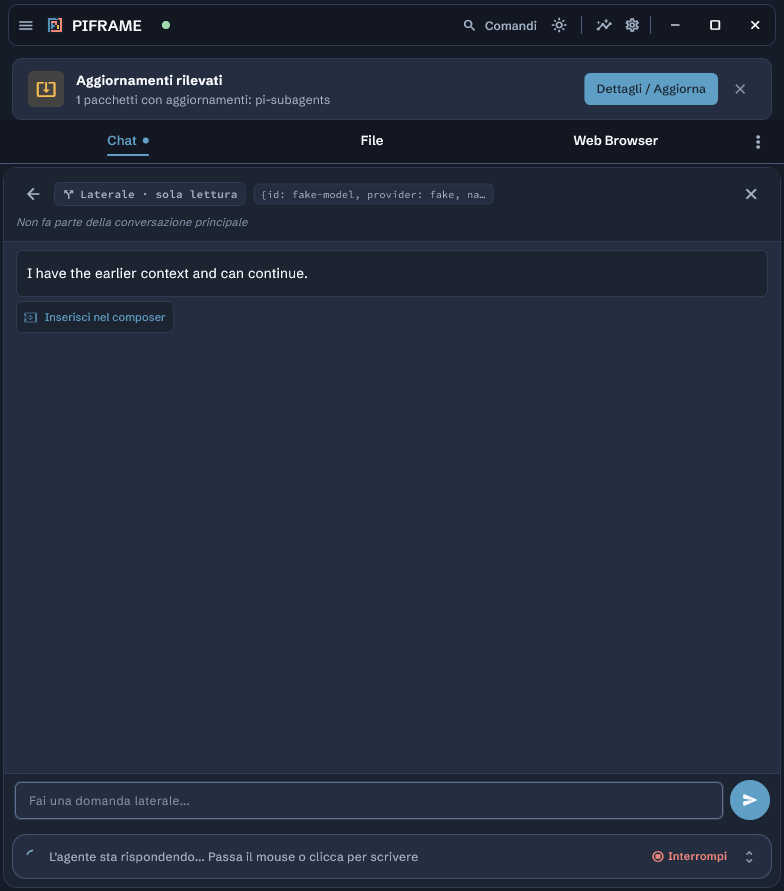 PIFRAME
Comandi
Aggiornamenti rilevati
1 pacchetti con aggiornamenti: pi-subagents
Dettagli / Aggiorna
Chat
File
Web Browser
Laterale · sola lettura
{id: fake-model, provider: fake, na…
Non fa parte della conversazione principale
I have the earlier context and can continue.
Inserisci nel composer
Fai una domanda laterale...
L'agente sta rispondendo... Passa il mouse o clicca per scrivere
Interrompi